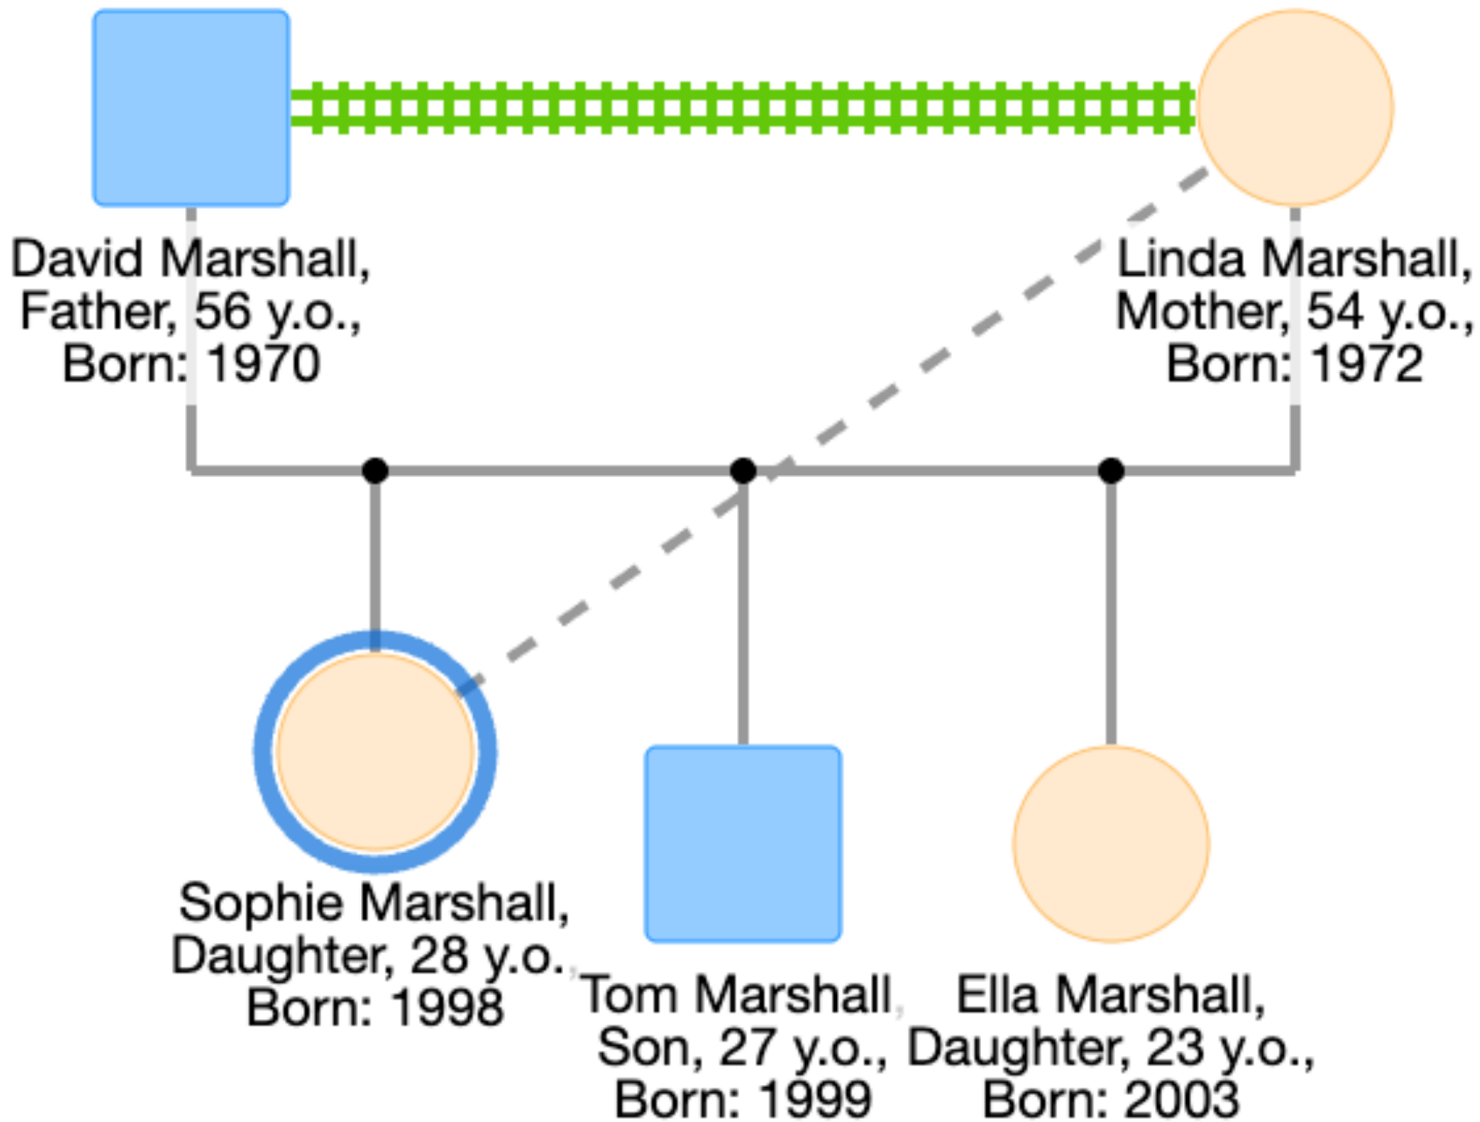 David Marshall,
Father, 56 y.o.,
Born: 1970
Linda Marshall,
Mother, 54 y.o.,
Born: 1972
Sophie Marshall,
Daughter, 28 y.o.,
Born: 1998
Tom Marshall,
Son, 27 y.o.,
Born: 1999
Ella Marshall,
Daughter, 23 y.o.,
Born: 2003